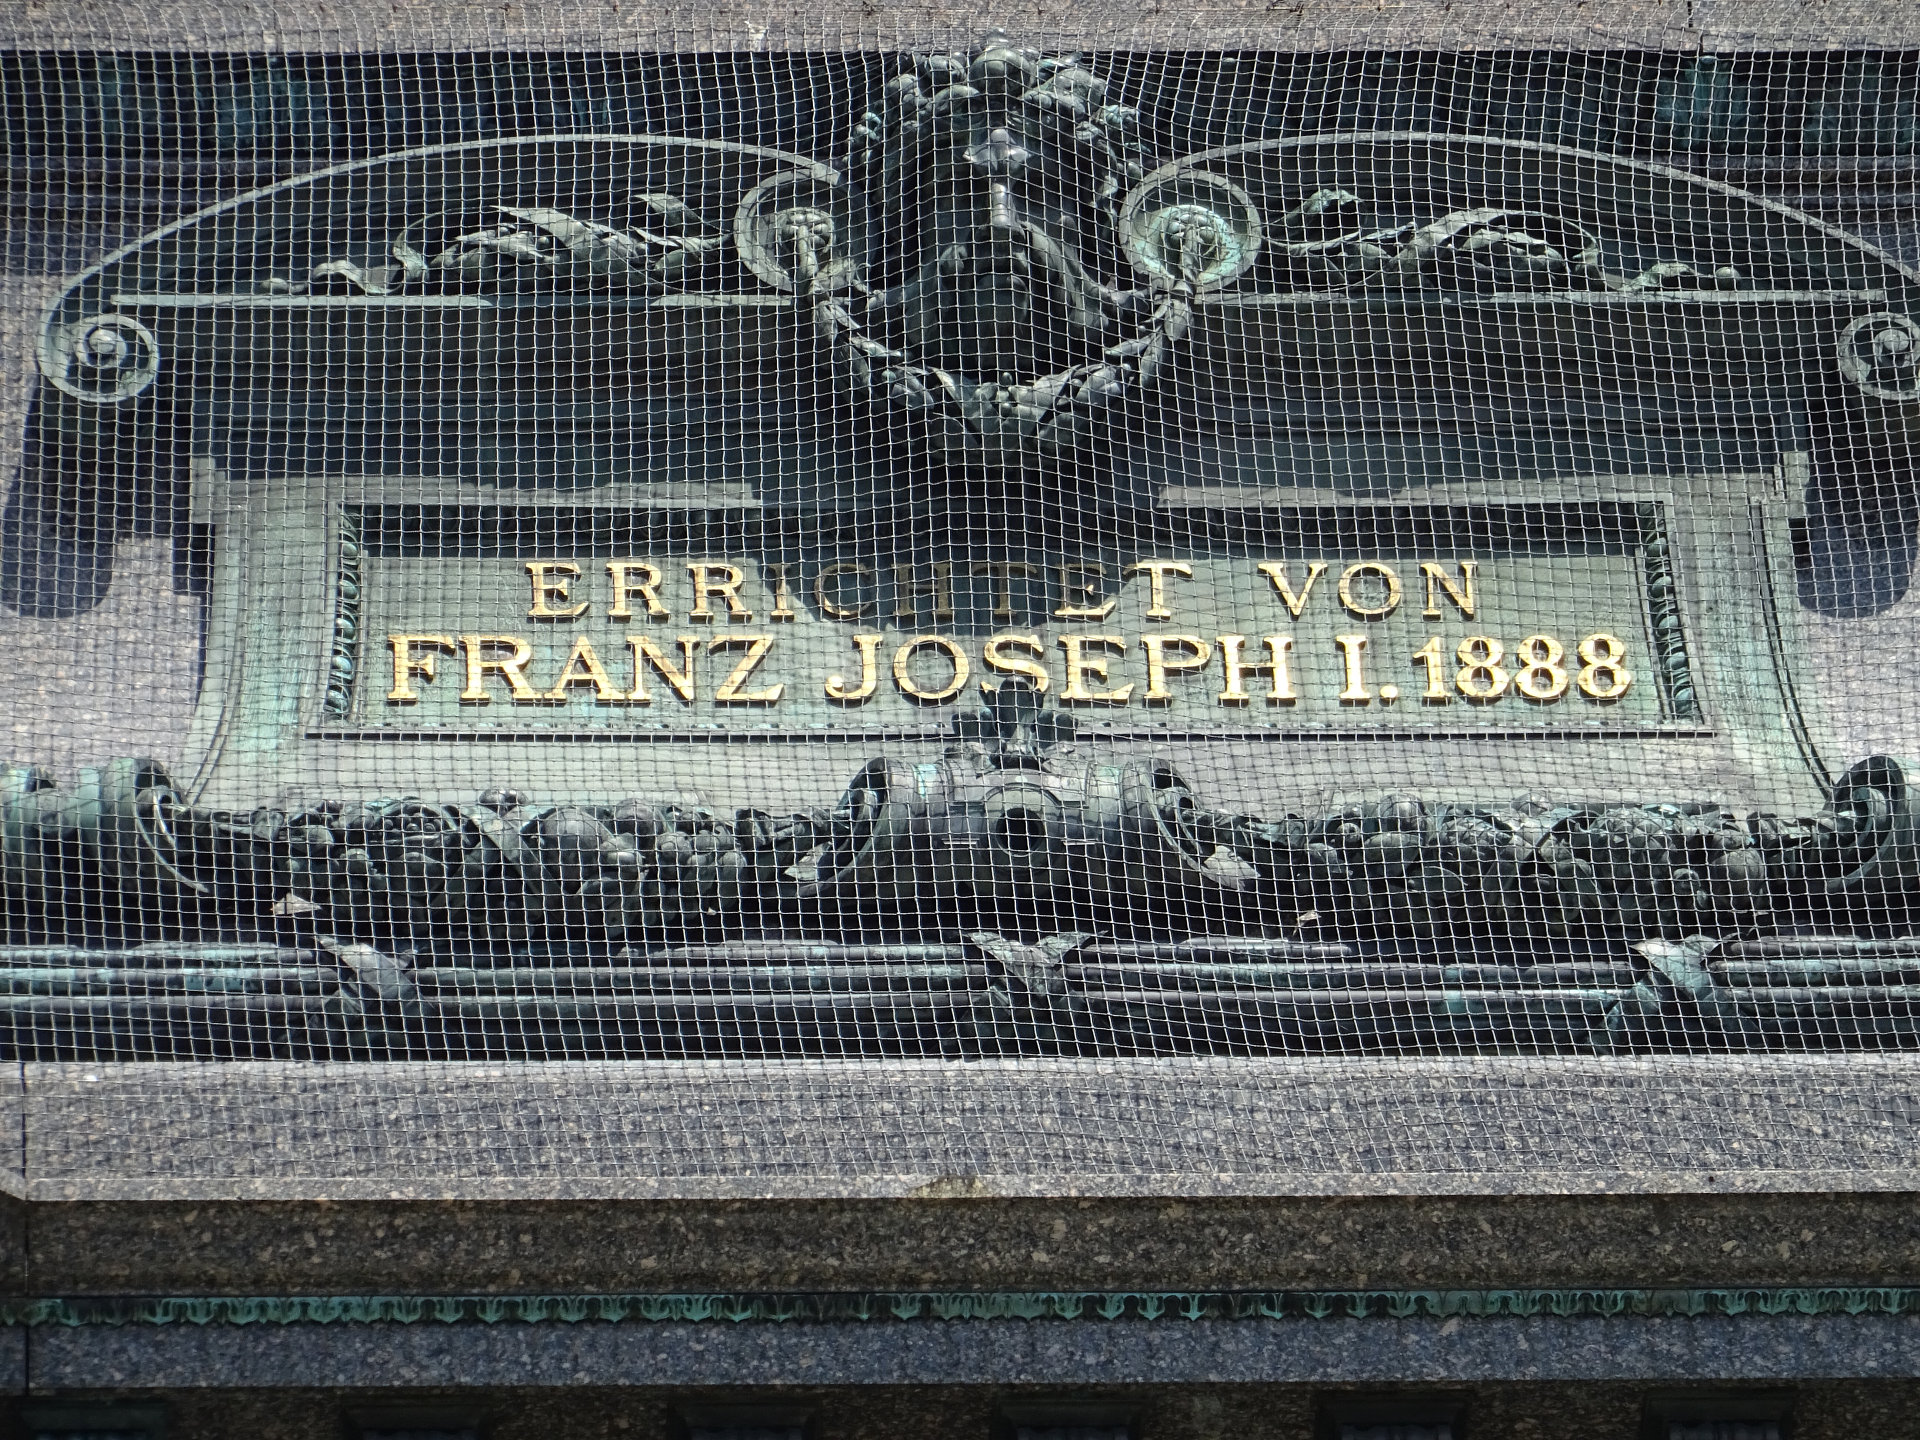 ERRICHTET VON
FRANZ JOSEPH I. 1888